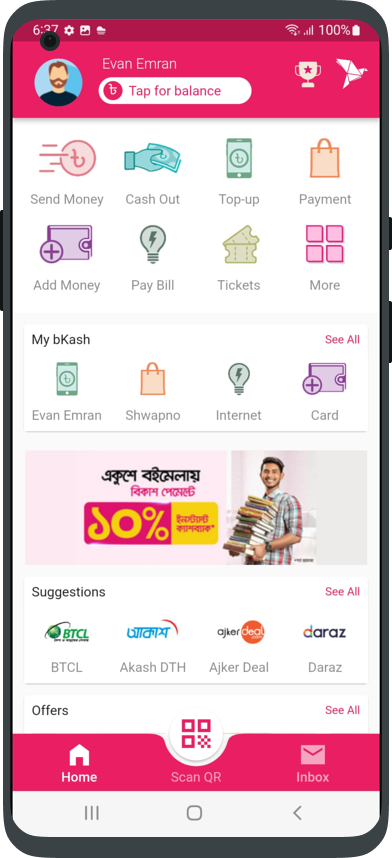 6:37
100%
Evan Emran
৳ Tap for balance
Send Money
Cash Out
Top-up
Payment
Add Money
Pay Bill
Tickets
More
My bKash
See All
Evan Emran
Shwapno
Internet
Card
একুশে বইমেলায়
বিকাশ পেমেন্টে
১০%
ইনস্ট্যান্ট
ক্যাশব্যাক*
Suggestions
See All
BTCL
আকাশ
ajkerdeal
daraz
BTCL
Akash DTH
Ajker Deal
Daraz
Offers
See All
Home
Scan QR
Inbox